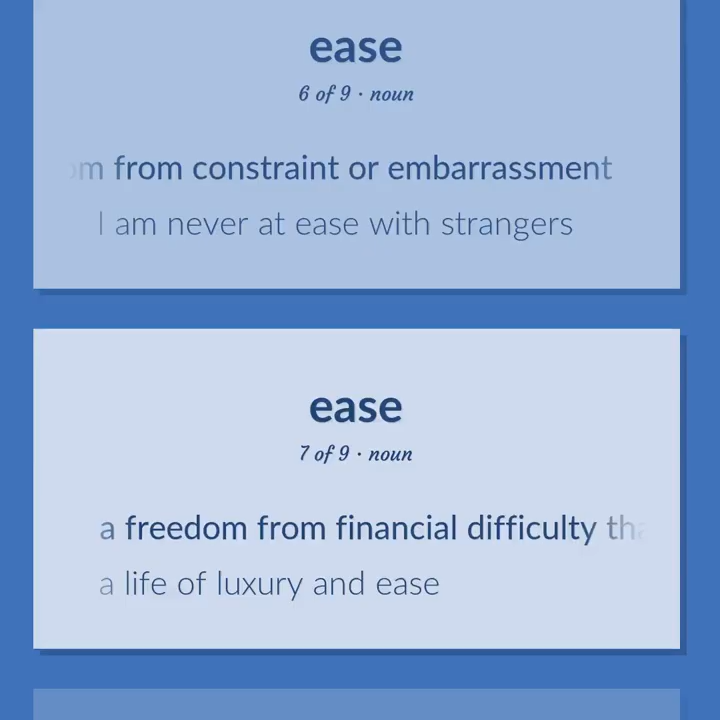 ease
6 of 9 · noun
from constraint or embarrassment
I am never at ease with strangers
ease
7 of 9 · noun
a freedom from financial difficulty
a life of luxury and ease